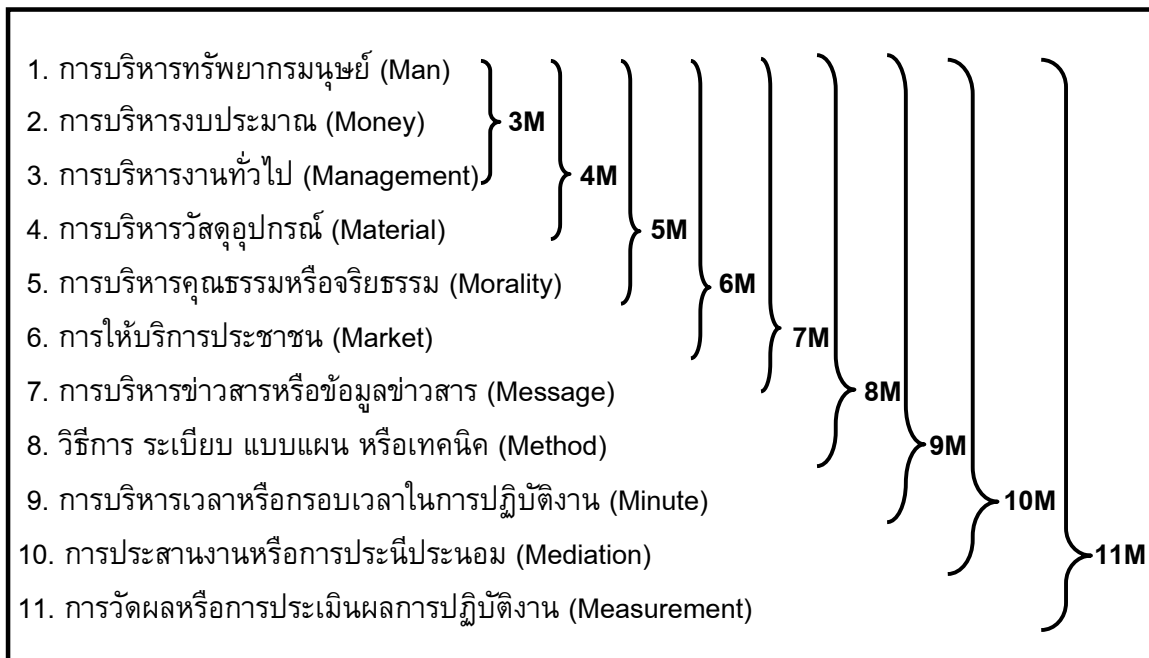 1. การบริหารทรัพยากรมนุษย์ (Man)
2. การบริหารงบประมาณ (Money) 3M
3. การบริหารงานทั่วไป (Management) 4M
4. การบริหารวัสดุอุปกรณ์ (Material) 5M
5. การบริหารคุณธรรมหรือจริยธรรม (Morality) 6M
6. การให้บริการประชาชน (Market) 7M
7. การบริหารข่าวสารหรือข้อมูลข่าวสาร (Message) 8M
8. วิธีการ ระเบียบ แบบแผน หรือเทคนิค (Method) 9M
9. การบริหารเวลาหรือกรอบเวลาในการปฏิบัติงาน (Minute) 10M
10. การประสานงานหรือการประนีประนอม (Mediation) 11M
11. การวัดผลหรือการประเมินผลการปฏิบัติงาน (Measurement)